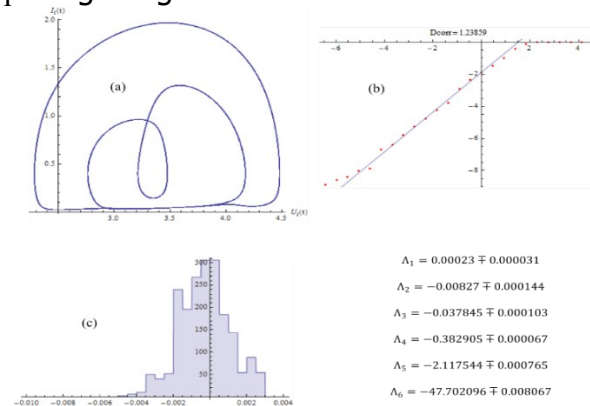 2.0
1.5
(a)
1.0
0.5
3.0 3.5 4.0 4.5
Dcorr = 1.23859
-6 -4 -2 0 2 4
-2
(b)
-4
-6
-8
300
250
(c)
200
150
100
50
-0.010 -0.008 -0.006 -0.004 -0.002 0.000 0.002 0.004
Λ₁ = 0.00023 ∓ 0.000031
Λ₂ = −0.00827 ∓ 0.000144
Λ₃ = −0.037845 ∓ 0.000103
Λ₄ = −0.382905 ∓ 0.000067
Λ₅ = −2.117544 ∓ 0.000765
Λ₆ = −47.702096 ∓ 0.008067